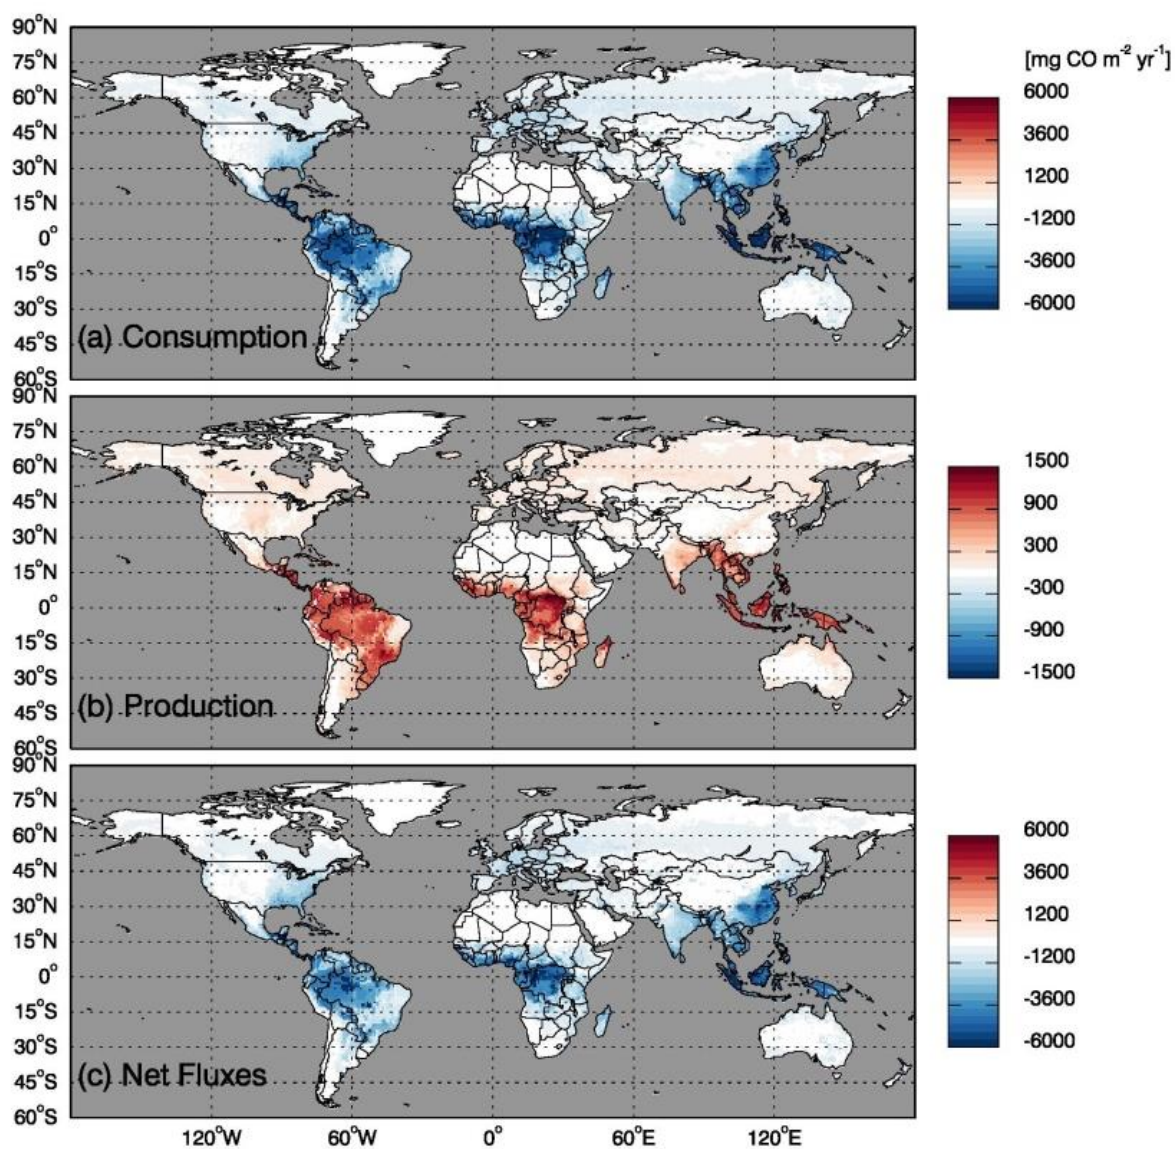 [mg CO m⁻² yr⁻¹]
90°N
75°N
60°N
45°N
30°N
15°N
0°
15°S
30°S
45°S
60°S
(a) Consumption
6000
3600
1200
-1200
-3600
-6000
90°N
75°N
60°N
45°N
30°N
15°N
0°
15°S
30°S
45°S
60°S
(b) Production
1500
900
300
-300
-900
-1500
90°N
75°N
60°N
45°N
30°N
15°N
0°
15°S
30°S
45°S
60°S
(c) Net Fluxes
6000
3600
1200
-1200
-3600
-6000
120°W 60°W 0° 60°E 120°E